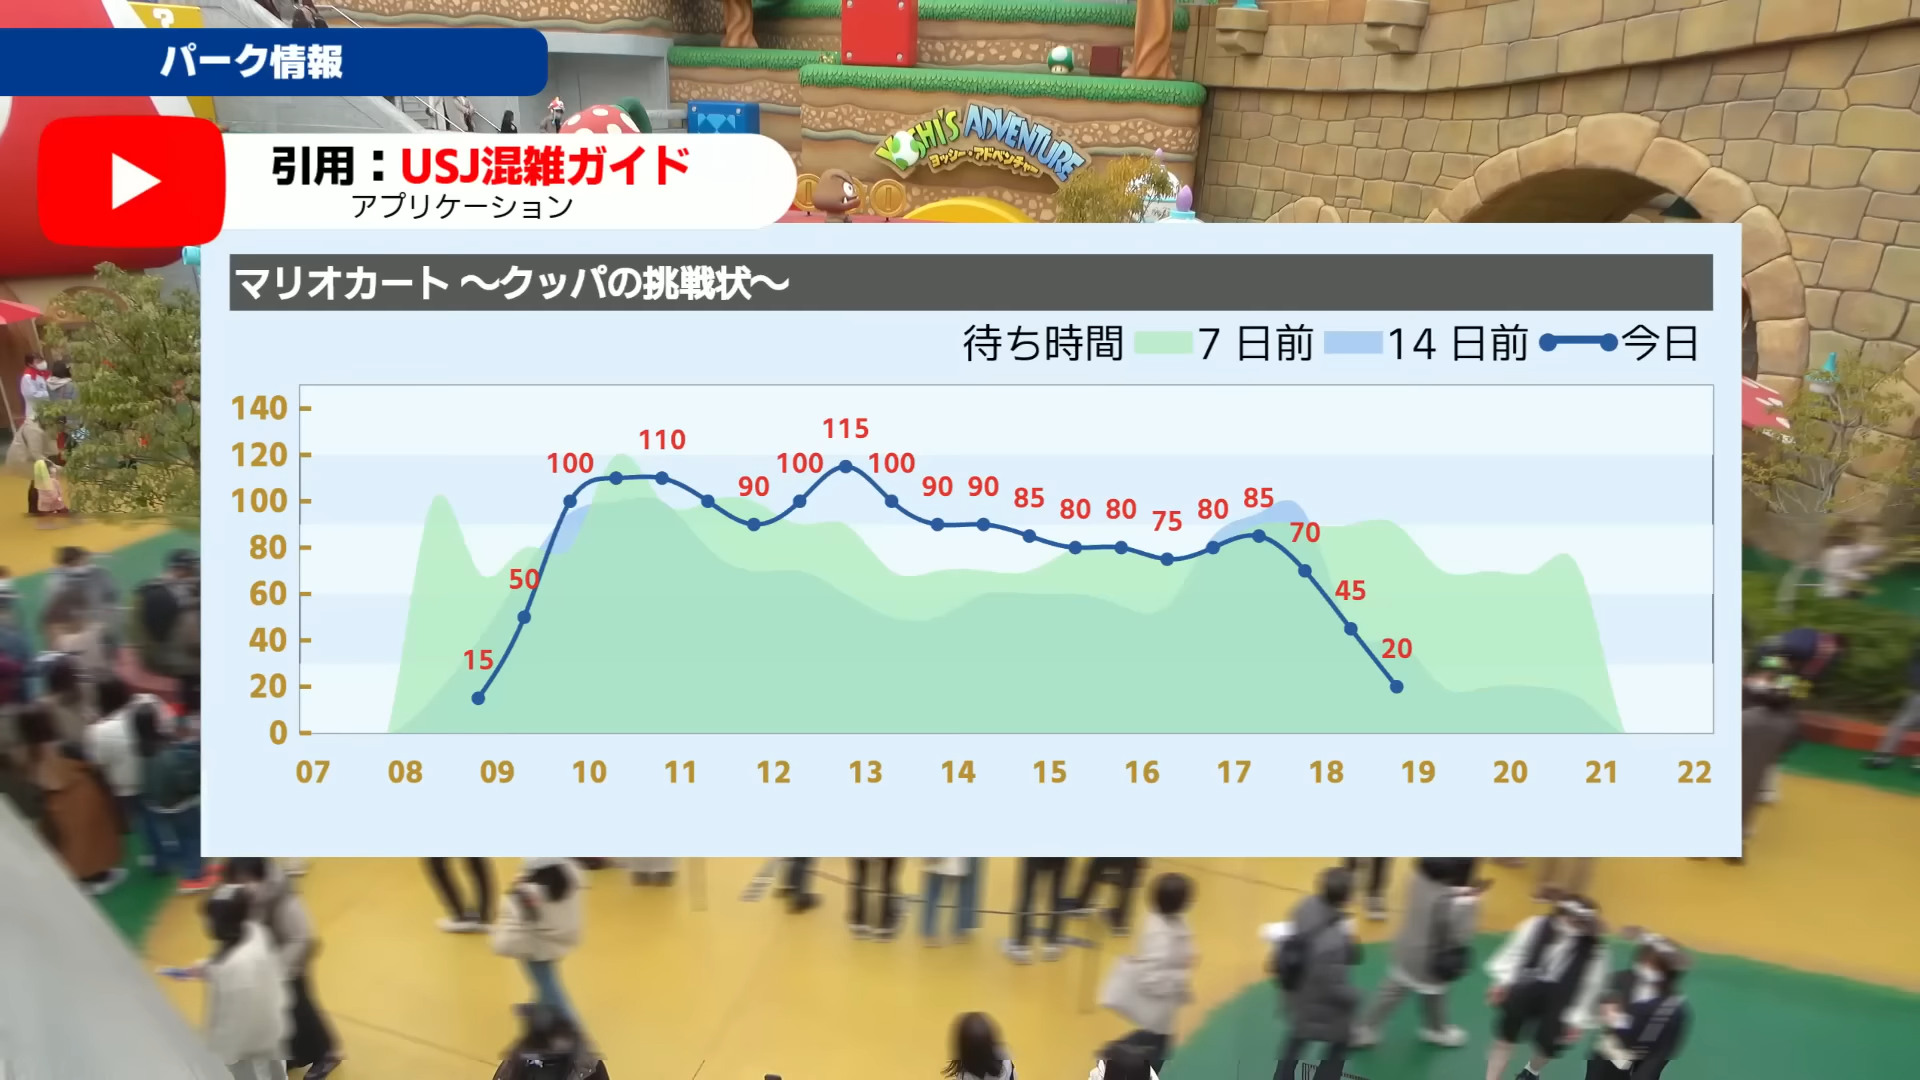 パーク情報
引用：USJ混雑ガイド
アプリケーション
YOSHI'S ADVENTURE
ヨッシー・アドベンチャー
マリオカート ～クッパの挑戦状～
待ち時間 7 日前 14 日前 今日
140
120
100
80
60
40
20
0
15 50 100 110 90 100 115 100 90 90 85 80 80 75 80 85 70 45 20
07 08 09 10 11 12 13 14 15 16 17 18 19 20 21 22
?